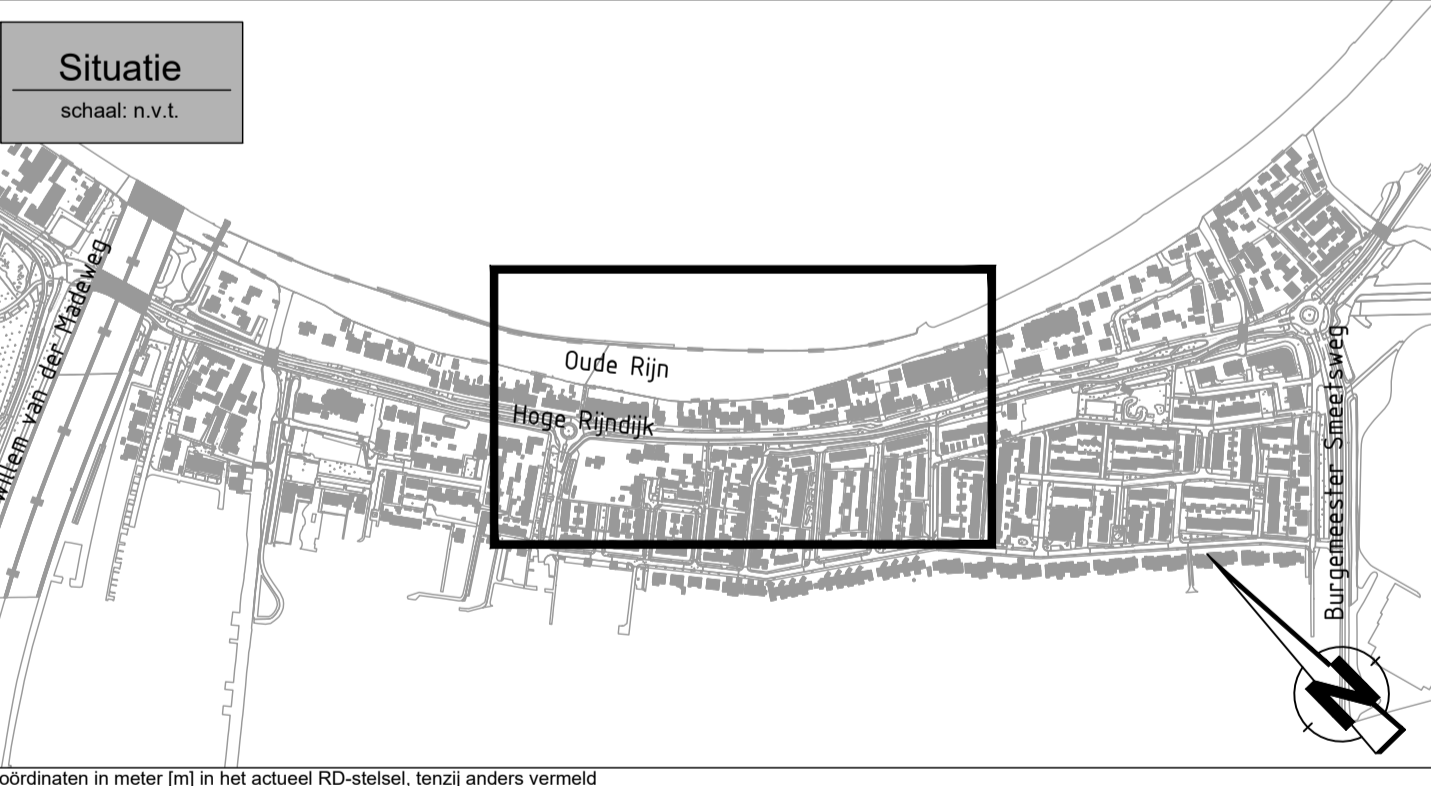 Situatie
schaal: n.v.t.
willem van der Madeweg
Oude Rijn
Hoge Rijndijk
Burgemeester Smeetsweg
N
oördinaten in meter [m] in het actueel RD-stelsel, tenzij anders vermeld